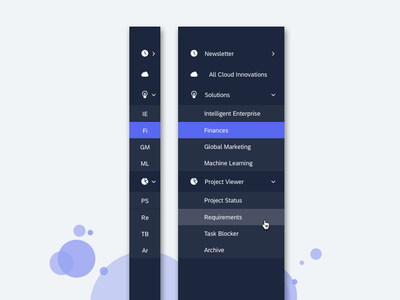 Newsletter
All Cloud Innovations
Solutions
IE
Intelligent Enterprise
Fi
Finances
GM
Global Marketing
ML
Machine Learning
Project Viewer
PS
Project Status
Re
Requirements
TB
Task Blocker
Ar
Archive